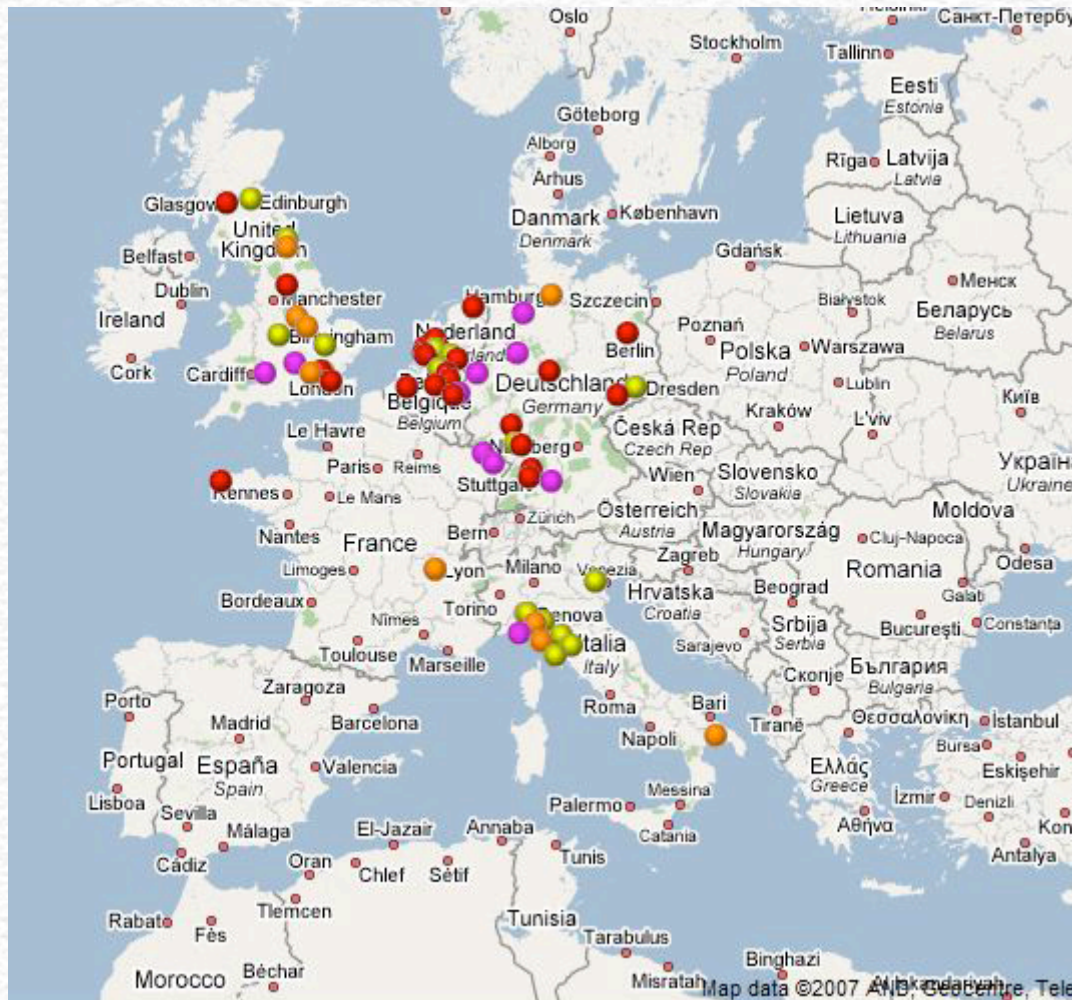 Oslo
Санкт-Петербу
Stockholm
Tallinn
Eesti
Estonia
Göteborg
Alborg
Rīga
Latvija
Latvia
Århus
Glasgow
Edinburgh
Danmark
Denmark
København
Lietuva
Lithuania
United
Kingdom
Belfast
Gdańsk
Менск
Dublin
Manchester
Hamburg
Szczecin
Białystok
Беларусь
Belarus
Ireland
Nederland
Poznań
Cork
Cardiff
London
Berlin
Polska
Poland
Warszawa
Deutschland
Germany
Dresden
Lublin
Київ
Belgique
Belgium
Kraków
L'viv
Le Havre
Česká Rep
Czech Rep
Paris
Reims
Slovensko
Slovakia
Україна
Ukraine
Rennes
Le Mans
Stuttgart
Wien
Österreich
Austria
Moldova
Nantes
Zürich
Magyarország
Hungary
Bern
Cluj-Napoca
France
Limoges
Lyon
Milano
Venezia
Zagreb
Odesa
Romania
Bordeaux
Torino
Hrvatska
Croatia
Beograd
Galati
Nîmes
Genova
Srbija
Serbia
București
Constanța
Toulouse
Marseille
Italia
Italy
Sarajevo
България
Bulgaria
Zaragoza
Скопје
Porto
Roma
Bari
Tiranë
Θεσσαλονίκη
İstanbul
Madrid
Barcelona
Napoli
Bursa
Portugal
España
Spain
Valencia
Ελλάς
Greece
Eskişehir
Lisboa
Messina
İzmir
Denizli
Sevilla
Palermo
Αθήνα
Kon
Málaga
El-Jazair
Annaba
Catania
Antalya
Cádiz
Oran
Chlef
Sétif
Tunis
Tlemcen
Rabat
Fès
Tunisia
Tarabulus
Binghazi
Morocco
Béchar
Misratah
Map data ©2007 AND, Geocentre, Tele